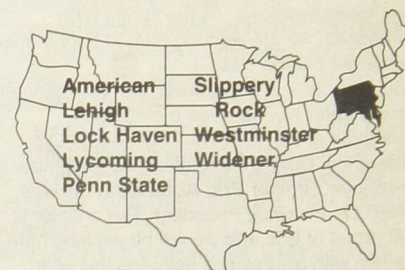 American
Lehigh
Lock Haven
Lycoming
Penn State
Slippery
Rock
Westminster
Widener